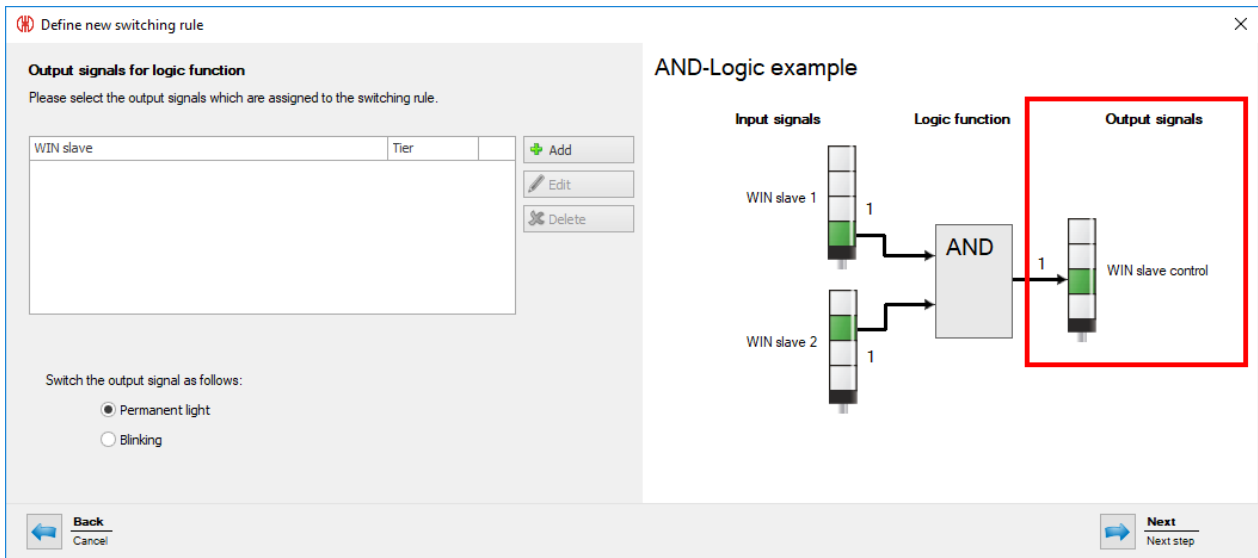 Define new switching rule
Output signals for logic function
Please select the output signals which are assigned to the switching rule.
WIN slave Tier
Add
Edit
Delete
Switch the output signal as follows:
Permanent light
Blinking
AND-Logic example
Input signals Logic function Output signals
WIN slave 1
1
AND
1
WIN slave control
WIN slave 2
1
Back
Cancel
Next
Next step